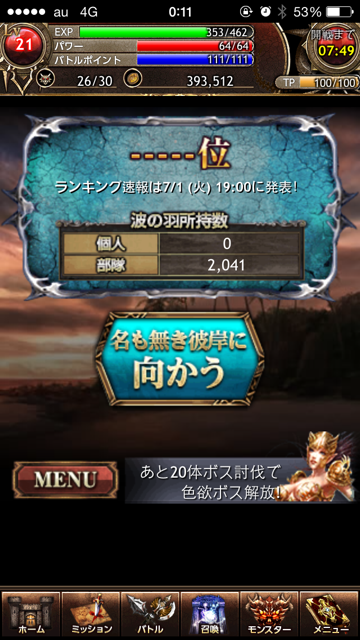 au 4G 0:11 53%
21
EXP 353/462
パワー 64/64
バトルポイント 111/111
開戦まで
07:49
26/30 393,512
TP 100/100
-----位
ランキング速報は7/1 (火) 19:00に発表!
波の羽所持数
個人 0
部隊 2,041
名も無き彼岸に
向かう
MENU
あと20体ボス討伐で
色欲ボス解放!
ホーム ミッション バトル 召喚 モンスター メニュー